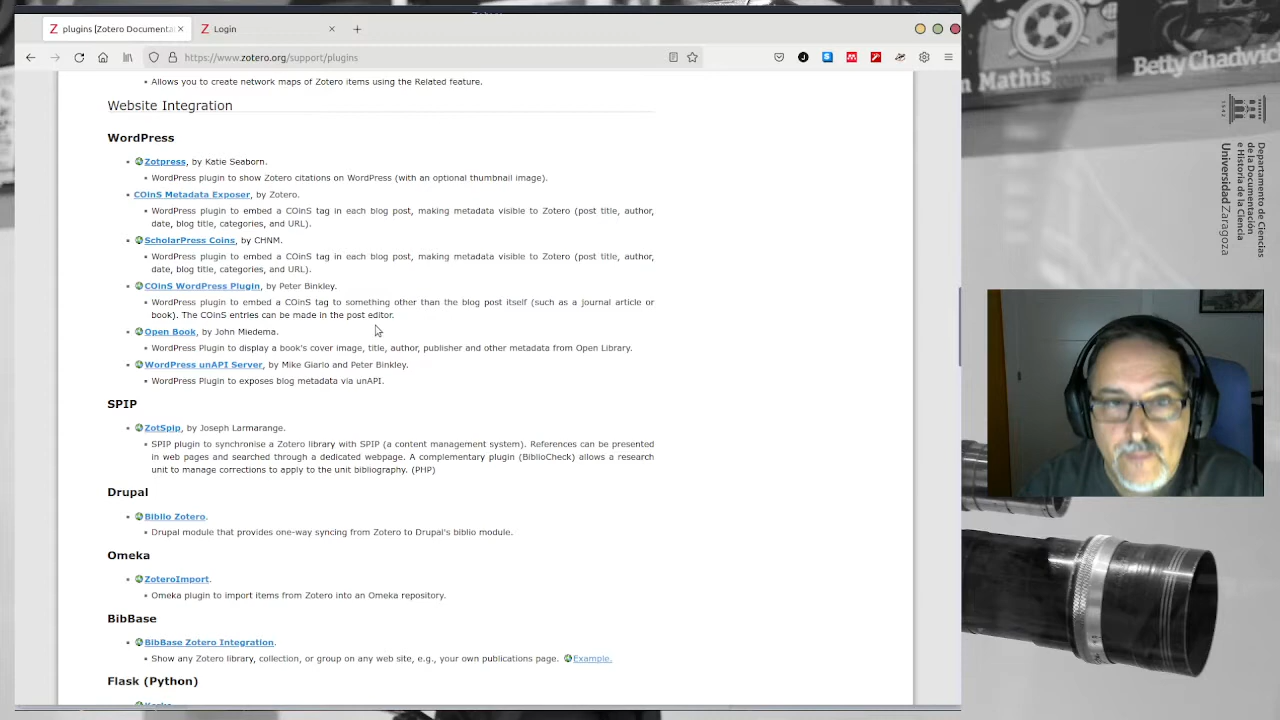 plugins [Zotero Documenta
Login
https://www.zotero.org/support/plugins
Allows you to create network maps of Zotero items using the Related feature.
Website Integration
WordPress
Zotpress, by Katie Seaborn.
WordPress plugin to show Zotero citations on WordPress (with an optional thumbnail image).
COinS Metadata Exposer, by Zotero.
WordPress plugin to embed a COinS tag in each blog post, making metadata visible to Zotero (post title, author,
date, blog title, categories, and URL).
ScholarPress Coins, by CHNM.
WordPress plugin to embed a COinS tag in each blog post, making metadata visible to Zotero (post title, author,
date, blog title, categories, and URL).
COinS WordPress Plugin, by Peter Binkley.
WordPress plugin to embed a COinS tag to something other than the blog post itself (such as a journal article or
book). The COinS entries can be made in the post editor.
Open Book, by John Miedema.
WordPress Plugin to display a book's cover image, title, author, publisher and other metadata from Open Library.
WordPress unAPI Server, by Mike Giarlo and Peter Binkley.
WordPress Plugin to exposes blog metadata via unAPI.
SPIP
ZotSpip, by Joseph Larmarange.
SPIP plugin to synchronise a Zotero library with SPIP (a content management system). References can be presented
in web pages and searched through a dedicated webpage. A complementary plugin (BiblioCheck) allows a research
unit to manage corrections to apply to the unit bibliography. (PHP)
Drupal
Biblio Zotero.
Drupal module that provides one-way syncing from Zotero to Drupal's biblio module.
Omeka
ZoteroImport.
Omeka plugin to import items from Zotero into an Omeka repository.
BibBase
BibBase Zotero Integration.
Show any Zotero library, collection, or group on any web site, e.g., your own publications page. Example.
Flask (Python)
Mathis
Betty Chadw
1542
Departamento de Ciencias
de la Documentación
e Historia de la Ciencia
Universidad Zaragoza